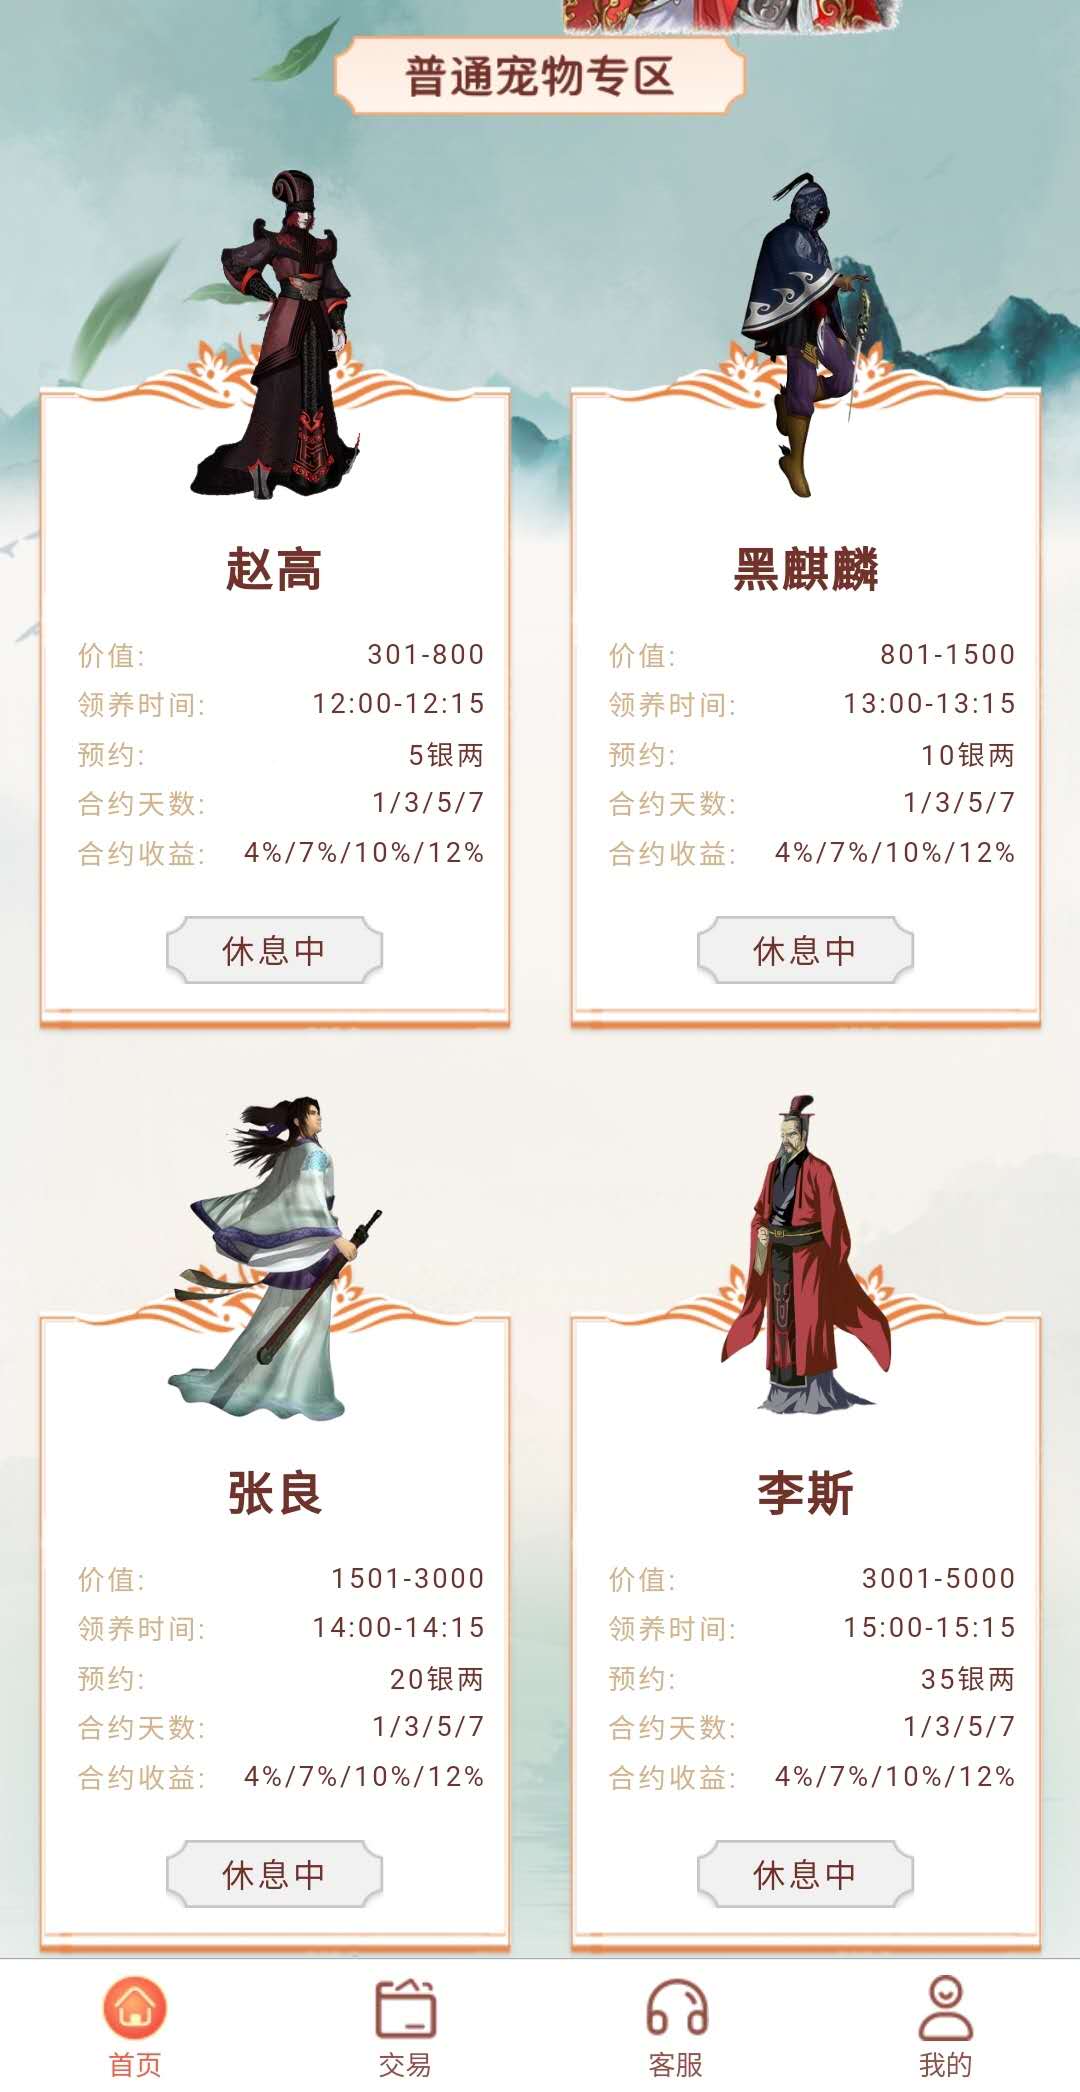 普通宠物专区
赵高
价值: 301-800
领养时间: 12:00-12:15
预约: 5银两
合约天数: 1/3/5/7
合约收益: 4%/7%/10%/12%
休息中
黑麒麟
价值: 801-1500
领养时间: 13:00-13:15
预约: 10银两
合约天数: 1/3/5/7
合约收益: 4%/7%/10%/12%
休息中
张良
价值: 1501-3000
领养时间: 14:00-14:15
预约: 20银两
合约天数: 1/3/5/7
合约收益: 4%/7%/10%/12%
休息中
李斯
价值: 3001-5000
领养时间: 15:00-15:15
预约: 35银两
合约天数: 1/3/5/7
合约收益: 4%/7%/10%/12%
休息中
首页 交易 客服 我的